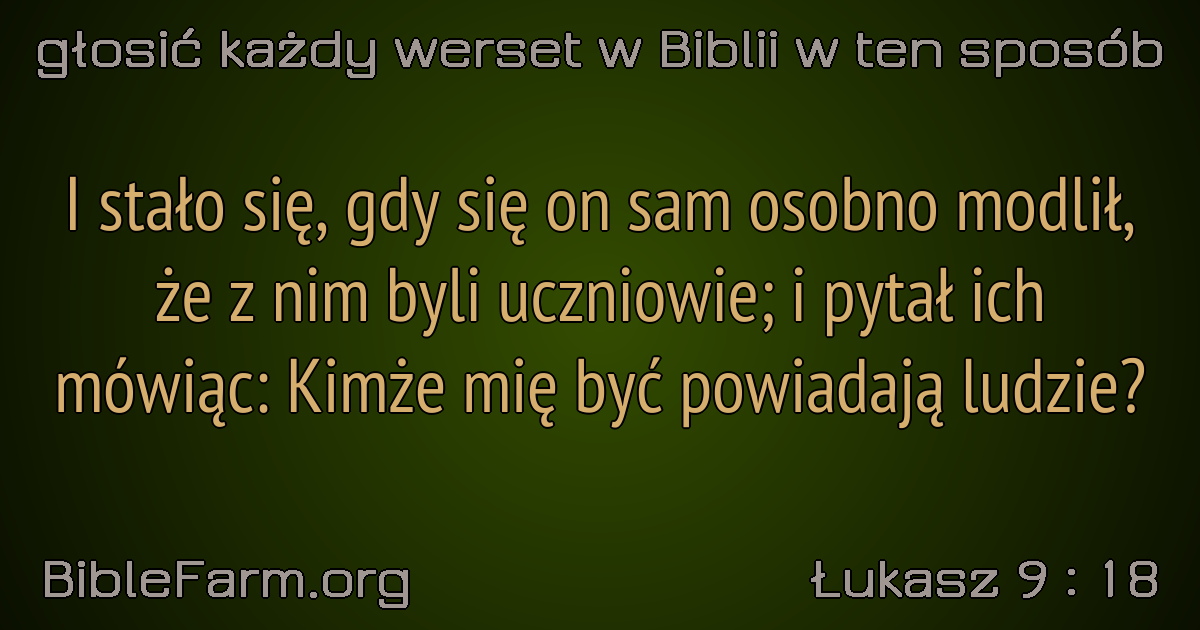 głosić każdy werset w Biblii w ten sposób
I stało się, gdy się on sam osobno modlił,
że z nim byli uczniowie; i pytał ich
mówiąc: Kimże mię być powiadają ludzie?
BibleFarm.org
Łukasz 9 : 18